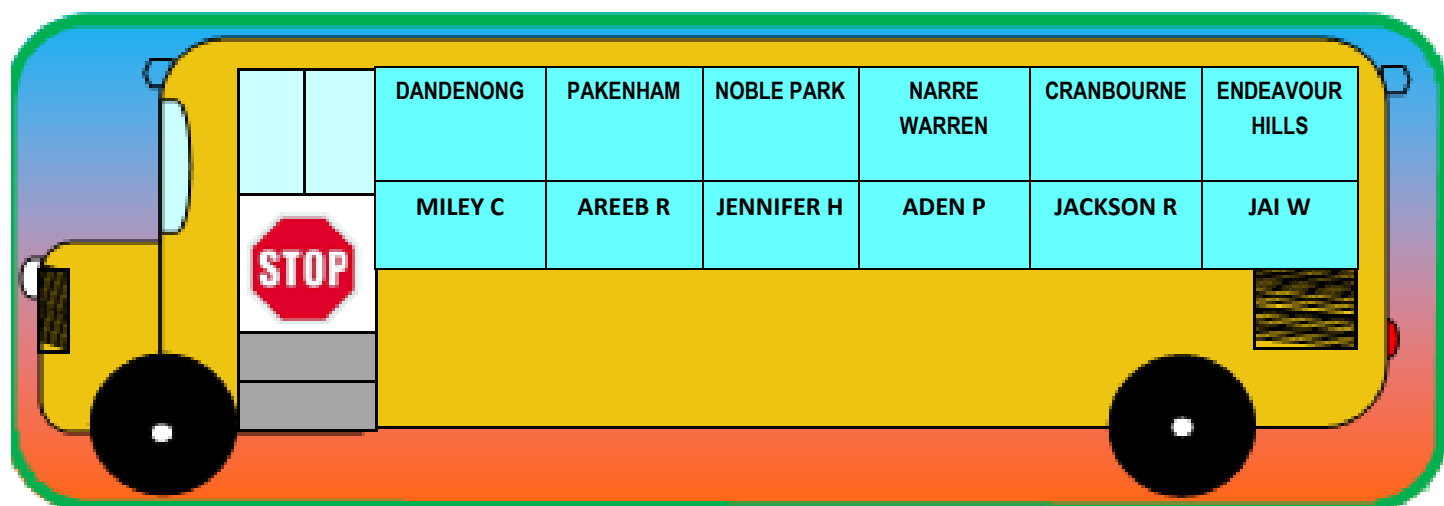 DANDENONG PAKENHAM NOBLE PARK NARRE WARREN CRANBOURNE ENDEAVOUR HILLS
MILEY C AREEB R JENNIFER H ADEN P JACKSON R JAI W
STOP